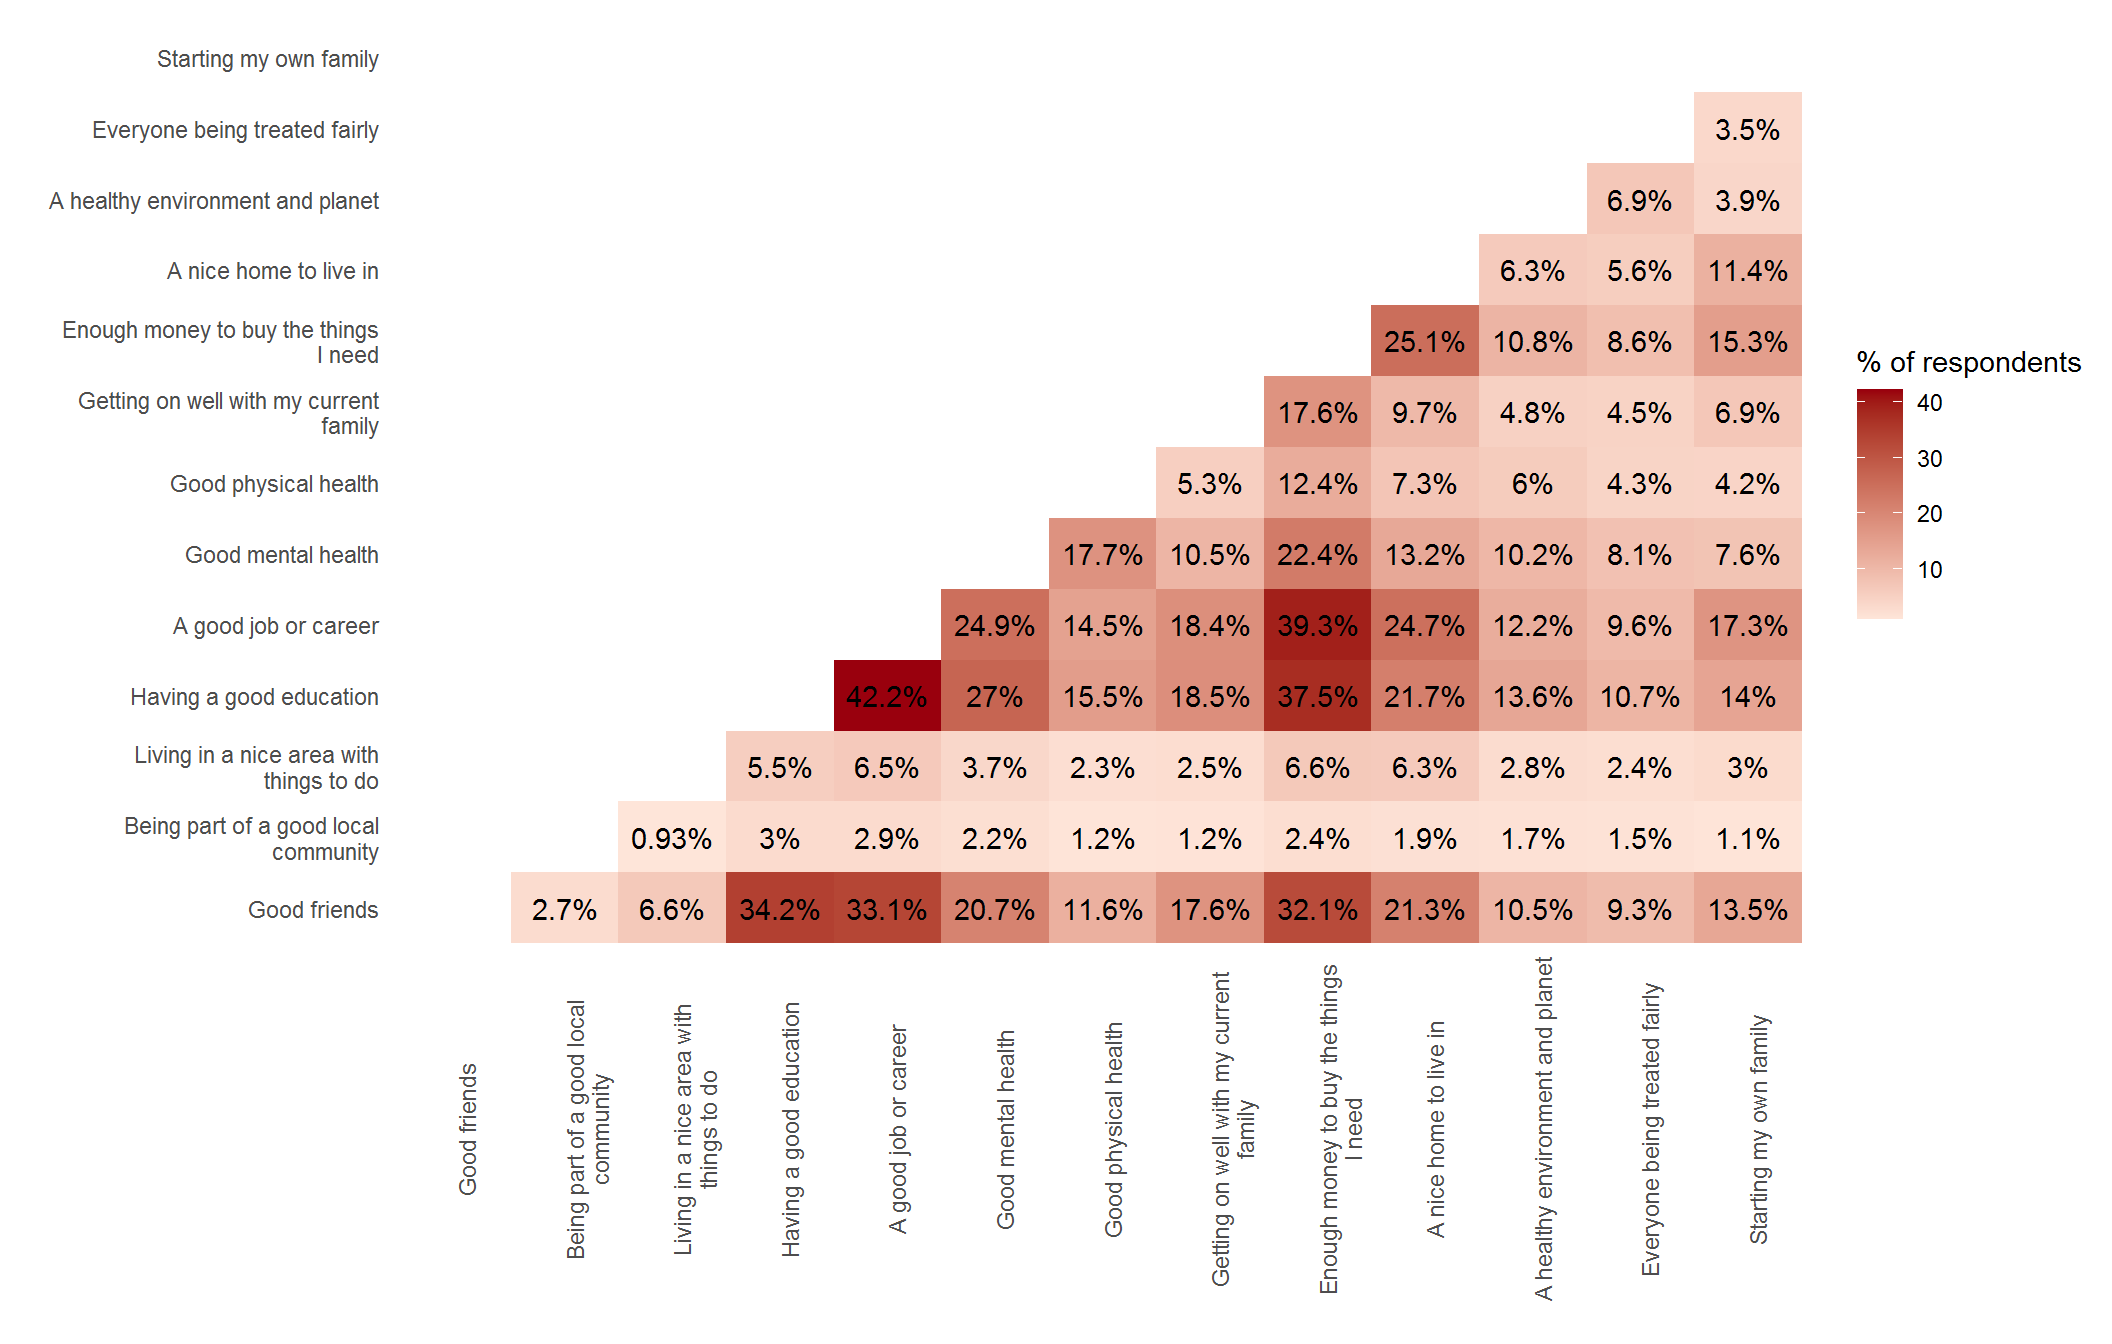 Starting my own family
Everyone being treated fairly
3.5%
A healthy environment and planet
6.9% 3.9%
A nice home to live in
6.3% 5.6% 11.4%
Enough money to buy the things
I need
25.1% 10.8% 8.6% 15.3%
Getting on well with my current
family
17.6% 9.7% 4.8% 4.5% 6.9%
Good physical health
5.3% 12.4% 7.3% 6% 4.3% 4.2%
Good mental health
17.7% 10.5% 22.4% 13.2% 10.2% 8.1% 7.6%
A good job or career
24.9% 14.5% 18.4% 39.3% 24.7% 12.2% 9.6% 17.3%
Having a good education
42.2% 27% 15.5% 18.5% 37.5% 21.7% 13.6% 10.7% 14%
Living in a nice area with
things to do
5.5% 6.5% 3.7% 2.3% 2.5% 6.6% 6.3% 2.8% 2.4% 3%
Being part of a good local
community
0.93% 3% 2.9% 2.2% 1.2% 1.2% 2.4% 1.9% 1.7% 1.5% 1.1%
Good friends
2.7% 6.6% 34.2% 33.1% 20.7% 11.6% 17.6% 32.1% 21.3% 10.5% 9.3% 13.5%
Good friends
Being part of a good local
community
Living in a nice area with
things to do
Having a good education
A good job or career
Good mental health
Good physical health
Getting on well with my current
family
Enough money to buy the things
I need
A nice home to live in
A healthy environment and planet
Everyone being treated fairly
Starting my own family
% of respondents
40
30
20
10